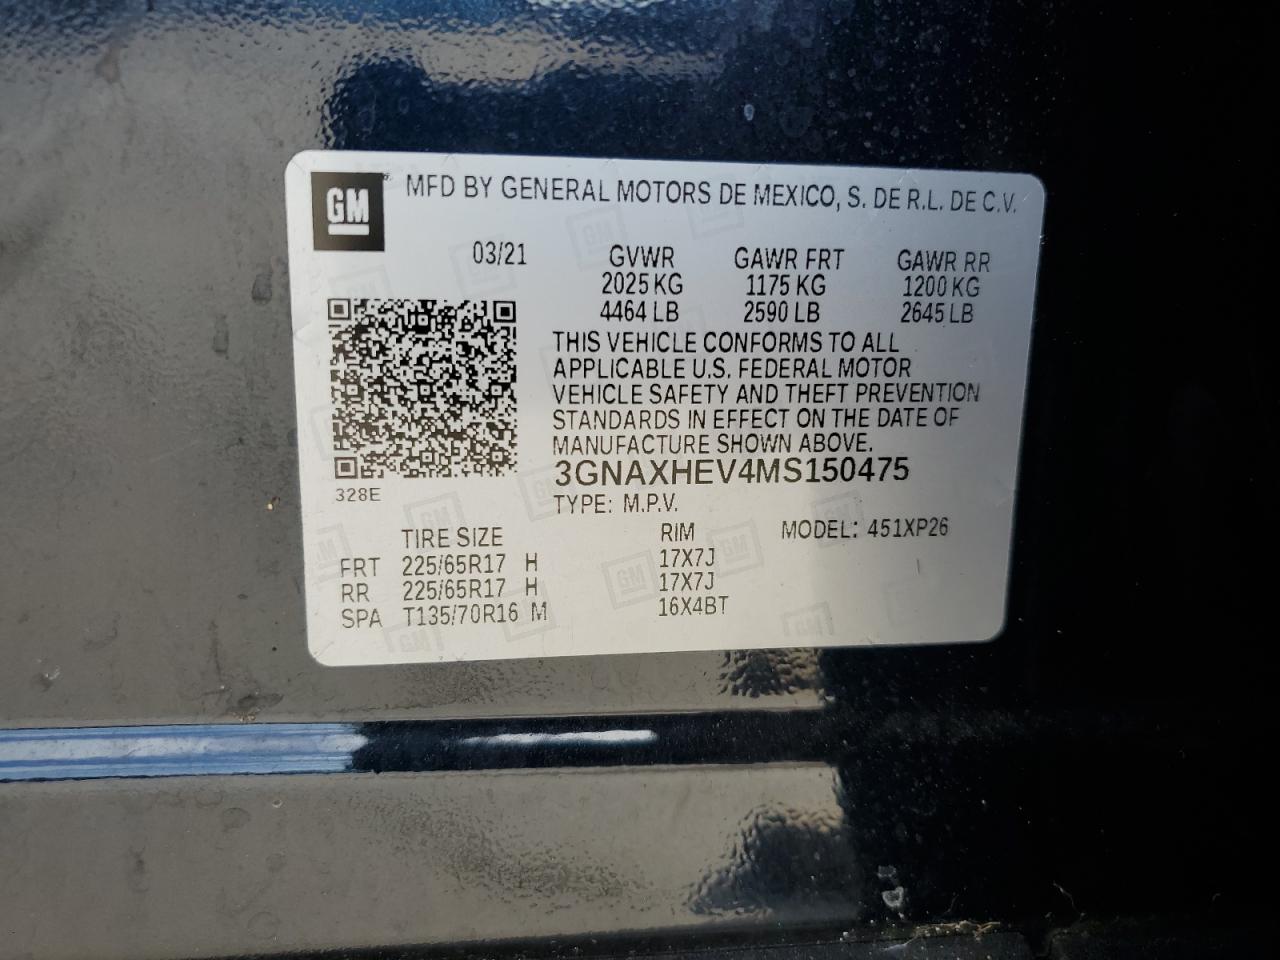 GM
MFD BY GENERAL MOTORS DE MEXICO, S. DE R.L. DE C.V.
03/21 GVWR GAWR FRT GAWR RR
2025 KG 1175 KG 1200 KG
4464 LB 2590 LB 2645 LB
THIS VEHICLE CONFORMS TO ALL
APPLICABLE U.S. FEDERAL MOTOR
VEHICLE SAFETY AND THEFT PREVENTION
STANDARDS IN EFFECT ON THE DATE OF
MANUFACTURE SHOWN ABOVE.
3GNAXHEV4MS150475
328E
TYPE: M.P.V.
TIRE SIZE RIM MODEL: 451XP26
FRT 225/65R17 H 17X7J
RR 225/65R17 H 17X7J
SPA T135/70R16 M 16X4BT